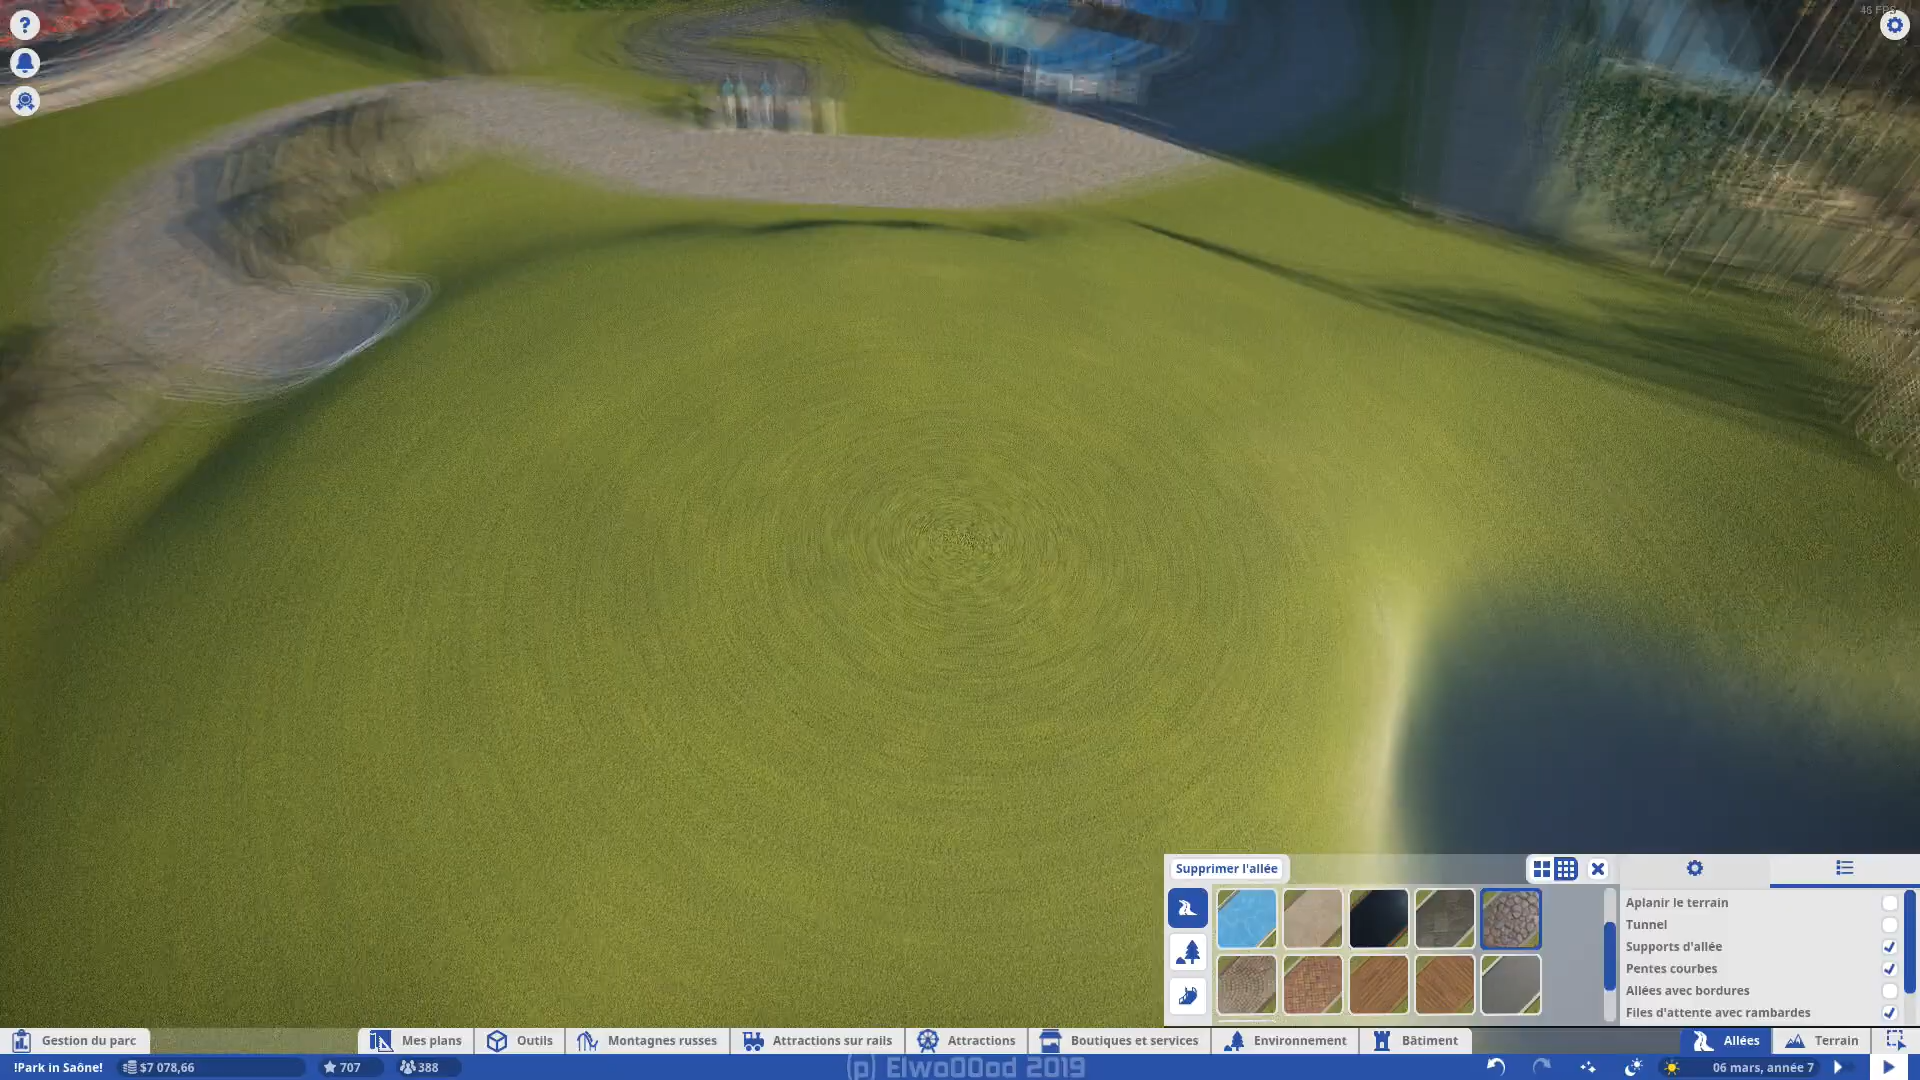 46 FPS
?
Supprimer l'allée
Aplanir le terrain
Tunnel
Supports d'allée
Pentes courbes
Allées avec bordures
Files d'attente avec rambardes
Gestion du parc
Mes plans
Outils
Montagnes russes
Attractions sur rails
Attractions
Boutiques et services
Environnement
Bâtiment
Allées
Terrain
!Park in Saône!
$7 078,66
707
388
(p) Elwo00od 2019
06 mars, année 7